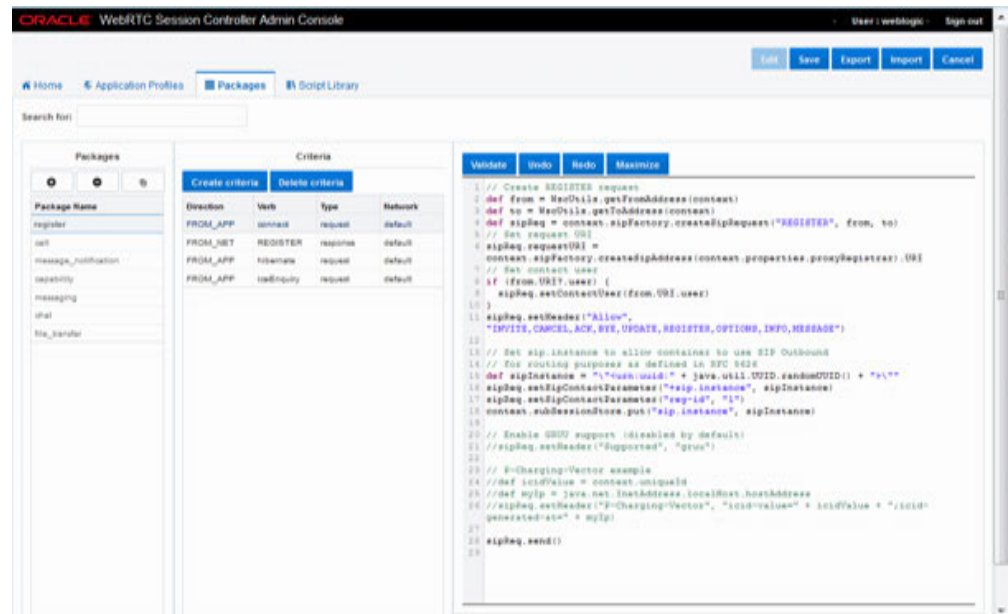 ORACLE WebRTC Session Controller Admin Console
User : weblogic Sign out
Edit Save Export Import Cancel
Home Application Profiles Packages Script Library
Search for:
Packages
Package Name
register
call
message_notification
capability
messaging
chat
file_transfer
Criteria
Create criteria Delete criteria
Direction Verb Type Network
FROM_APP connect request default
FROM_NET REGISTER response default
FROM_APP hibernate request default
FROM_APP iceEnquiry request default
Validate Undo Redo Maximize
1 // Create REGISTER request
2 def from = WscUtils.getFromAddress(context)
3 def to = WscUtils.getToAddress(context)
4 def sipReq = context.sipFactory.createSipRequest("REGISTER", from, to)
5 // Set request URI
6 sipReq.requestURI =
context.sipFactory.createSipAddress(context.properties.proxyRegistrar).URI
7 // Set contact user
8 if (from.URI?.user) {
9 sipReq.setContactUser(from.URI.user)
10 }
11 sipReq.setHeader("Allow",
"INVITE,CANCEL,ACK,BYE,UPDATE,REGISTER,OPTIONS,INFO,MESSAGE")
12
13 // Set sip.instance to allow container to use SIP Outbound
14 // for routing purposes as defined in RFC 5626
15 def sipInstance = "\"<urn:uuid:" + java.util.UUID.randomUUID() + ">\""
16 sipReq.setSipContactParameter("+sip.instance", sipInstance)
17 sipReq.setSipContactParameter("reg-id", "1")
18 context.subSessionStore.put("sip.instance", sipInstance)
19
20 // Enable GRUU support (disabled by default)
21 //sipReq.setHeader("Supported", "gruu")
22
23 // P-Charging-Vector example
24 //def icidValue = context.uniqueId
25 //def myIp = java.net.InetAddress.localHost.hostAddress
26 //sipReq.setHeader("P-Charging-Vector", "icid-value=" + icidValue + ";icid-
generated-at=" + myIp)
27
28 sipReq.send()
29